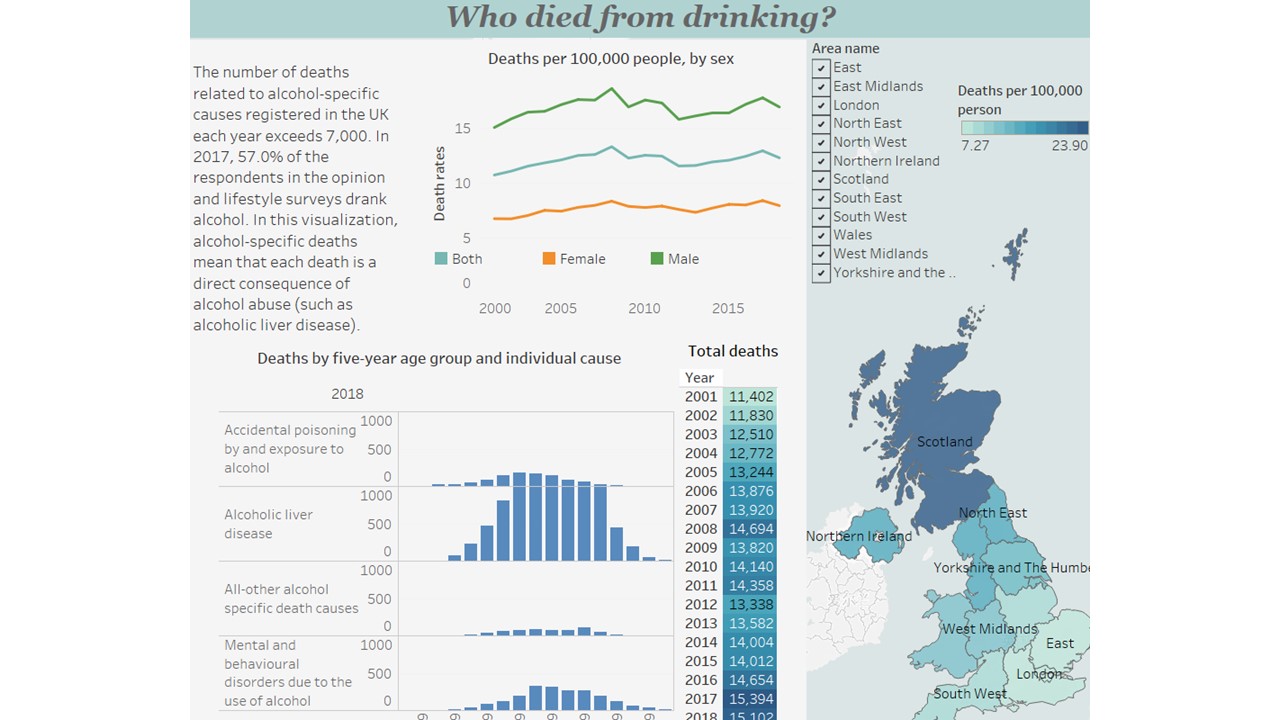 Who died from drinking?
The number of deaths
related to alcohol-specific
causes registered in the UK
each year exceeds 7,000. In
2017, 57.0% of the
respondents in the opinion
and lifestyle surveys drank
alcohol. In this visualization,
alcohol-specific deaths
mean that each death is a
direct consequence of
alcohol abuse (such as
alcoholic liver disease).
Deaths per 100,000 people, by sex
Death rates
15
10
5
0
Both
Female
Male
2000
2005
2010
2015
Area name
East
East Midlands
London
North East
North West
Northern Ireland
Scotland
South East
South West
Wales
West Midlands
Yorkshire and the ..
Deaths per 100,000
person
7.27
23.90
Deaths by five-year age group and individual cause
2018
Accidental poisoning
by and exposure to
alcohol
1000
500
0
Alcoholic liver
disease
1000
500
0
All-other alcohol
specific death causes
1000
500
0
Mental and
behavioural
disorders due to the
use of alcohol
1000
500
0
Total deaths
Year
2001 11,402
2002 11,830
2003 12,510
2004 12,772
2005 13,244
2006 13,876
2007 13,920
2008 14,694
2009 13,820
2010 14,140
2011 14,358
2012 13,338
2013 13,582
2014 14,004
2015 14,012
2016 14,654
2017 15,394
2018 15,102
Scotland
North East
Northern Ireland
Yorkshire and The Humbe
West Midlands
East
London
South West